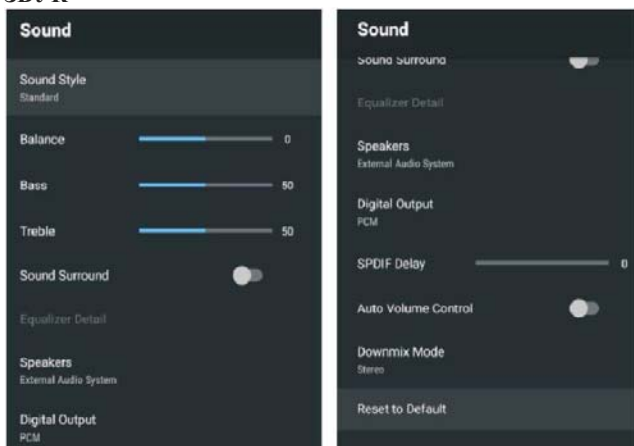 ЗВУК
Sound
Sound Style
Standard
Balance 0
Bass 50
Treble 50
Sound Surround
Equalizer Detail
Speakers
External Audio System
Digital Output
PCM
Sound
Sound Surround
Equalizer Detail
Speakers
External Audio System
Digital Output
PCM
SPDIF Delay 0
Auto Volume Control
Downmix Mode
Stereo
Reset to Default